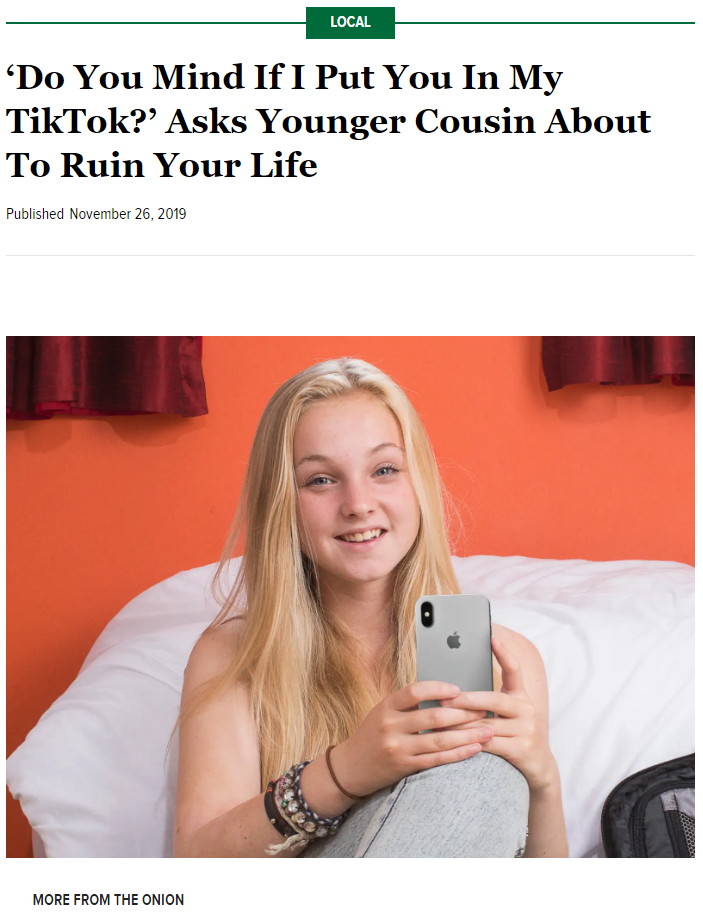 LOCAL
‘Do You Mind If I Put You In My
TikTok?’ Asks Younger Cousin About
To Ruin Your Life
Published November 26, 2019
MORE FROM THE ONION